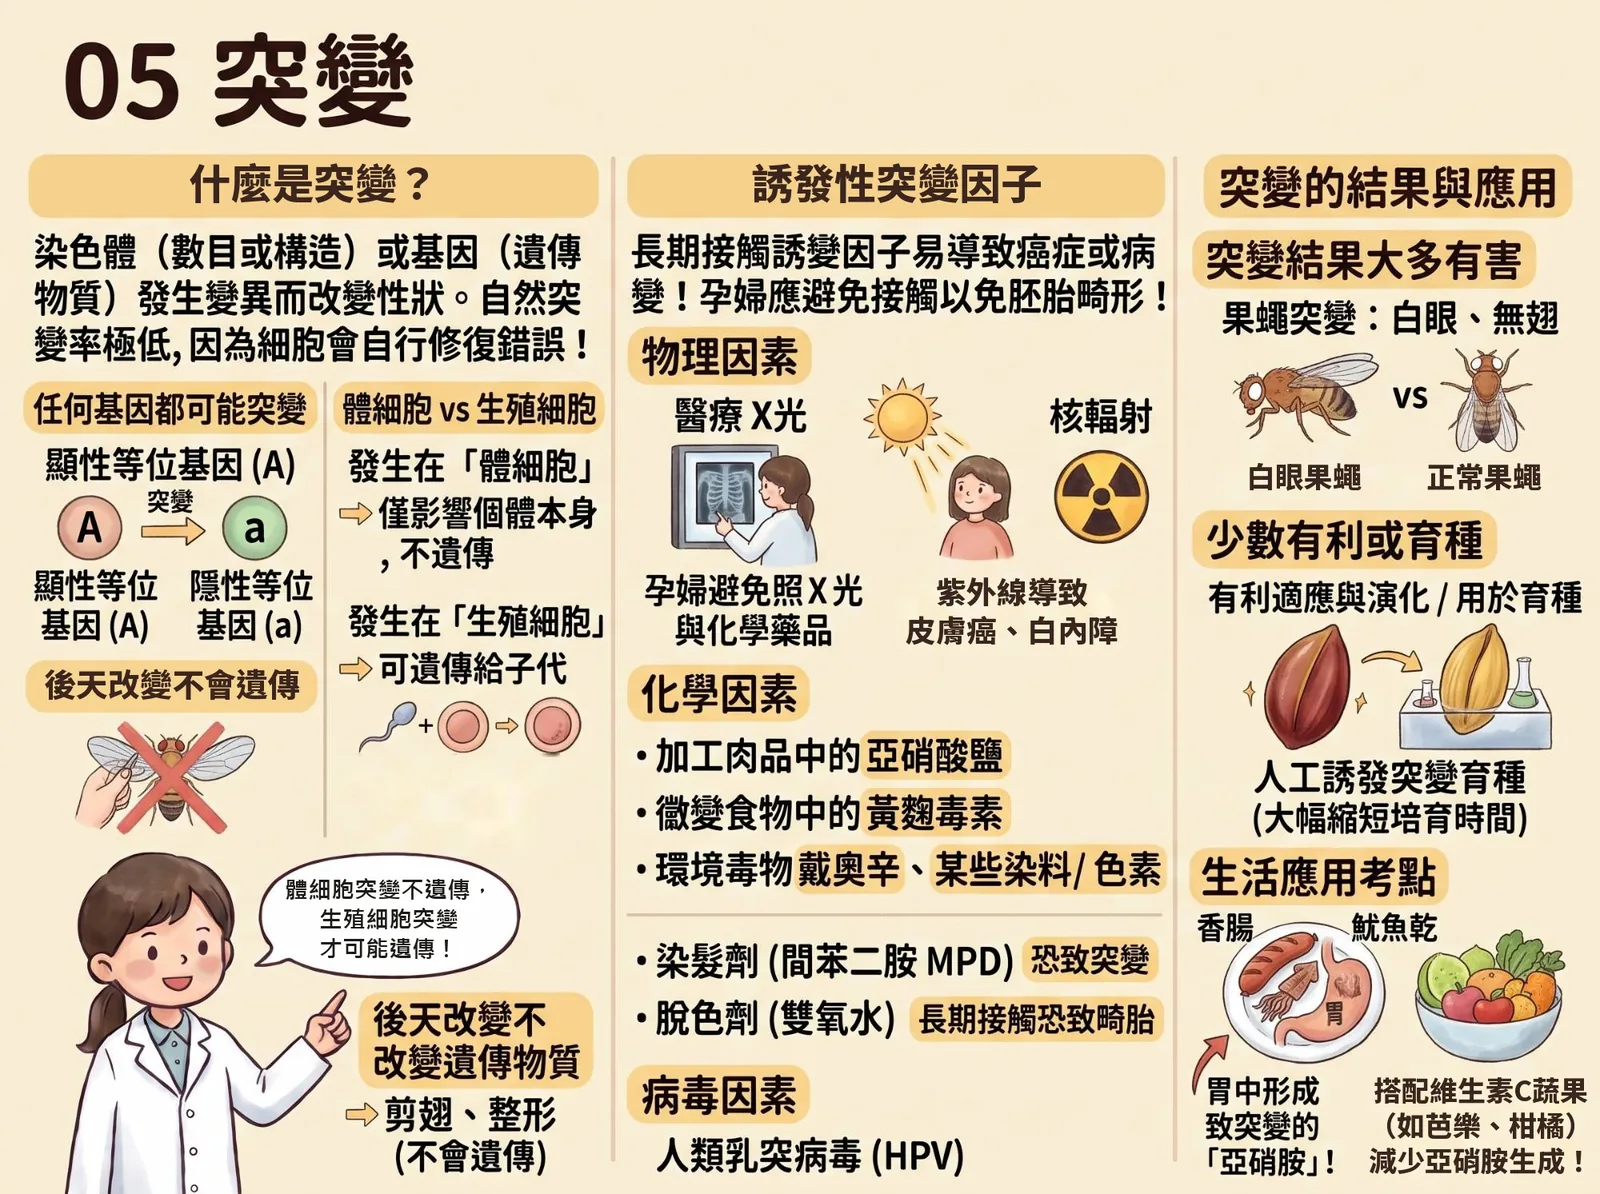 05 突變
什麼是突變？
染色體（數目或構造）或基因（遺傳
物質）發生變異而改變性狀。自然突
變率極低, 因為細胞會自行修復錯誤！
任何基因都可能突變
顯性等位基因 (A)
突變
A
a
顯性等位
基因 (A)
隱性等位
基因 (a)
後天改變不會遺傳
體細胞 vs 生殖細胞
發生在「體細胞」
僅影響個體本身
, 不遺傳
發生在「生殖細胞」
可遺傳給子代
+
體細胞突變不遺傳，
生殖細胞突變
才可能遺傳！
後天改變不
改變遺傳物質
剪翅、整形
(不會遺傳)
誘發性突變因子
長期接觸誘變因子易導致癌症或病
變！孕婦應避免接觸以免胚胎畸形！
物理因素
醫療 X光
核輻射
孕婦避免照 X 光
與化學藥品
紫外線導致
皮膚癌、白內障
化學因素
• 加工肉品中的 亞硝酸鹽
• 黴變食物中的 黃麴毒素
• 環境毒物 戴奧辛、某些染料/ 色素
• 染髮劑 (間苯二胺 MPD) 恐致突變
• 脫色劑 (雙氧水) 長期接觸恐致畸胎
病毒因素
人類乳突病毒 (HPV)
突變的結果與應用
突變結果大多有害
果蠅突變：白眼、無翅
vs
白眼果蠅
正常果蠅
少數有利或育種
有利適應與演化 / 用於育種
人工誘發突變育種
(大幅縮短培育時間)
生活應用考點
香腸
魷魚乾
胃
胃中形成
致突變的
「亞硝胺」！
搭配維生素C蔬果
（如芭樂、柑橘）
減少亞硝胺生成！